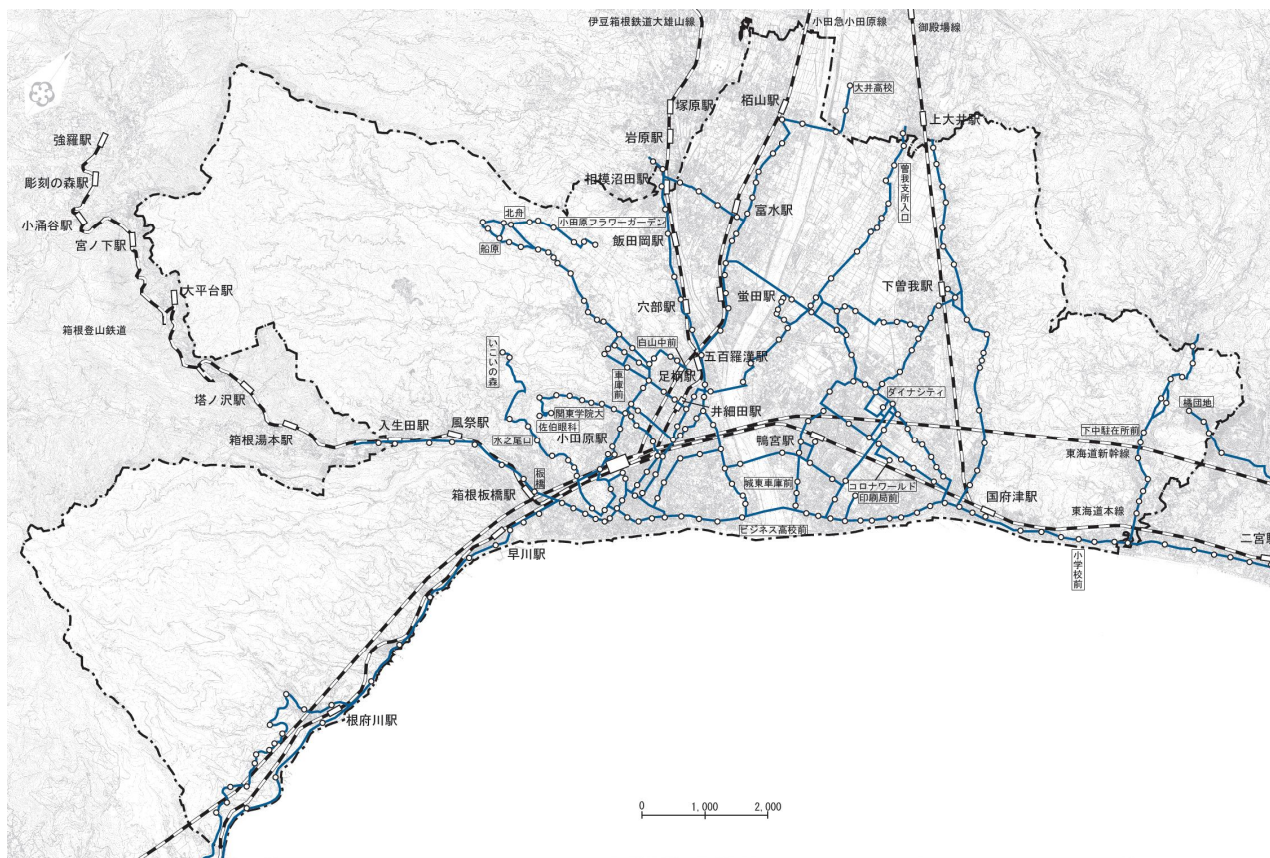 伊豆箱根鉄道大雄山線
小田急小田原線
御殿場線
大井高校
塚原駅
栢山駅
上大井駅
強羅駅
岩原駅
彫刻の森駅
相模沼田駅
曽我支所入口
小涌谷駅
北舟
小田原フラワーガーデン
富水駅
宮ノ下駅
船原
飯田岡駅
大平台駅
穴部駅
蛍田駅
下曽我駅
箱根登山鉄道
いこいの森
白山中前
五百羅漢駅
車庫前
足柄駅
塔ノ沢駅
ダイナシティ
橘団地
関東学院大
井細田駅
佐伯眼科
入生田駅
風祭駅
水之尾口
小田原駅
鴨宮駅
下中駐在所前
箱根湯本駅
東海道新幹線
板橋
城東車庫前
コロナワールド
印刷局前
箱根板橋駅
国府津駅
東海道本線
ビジネス高校前
早川駅
小学校前
二宮駅
根府川駅
0 1,000 2,000